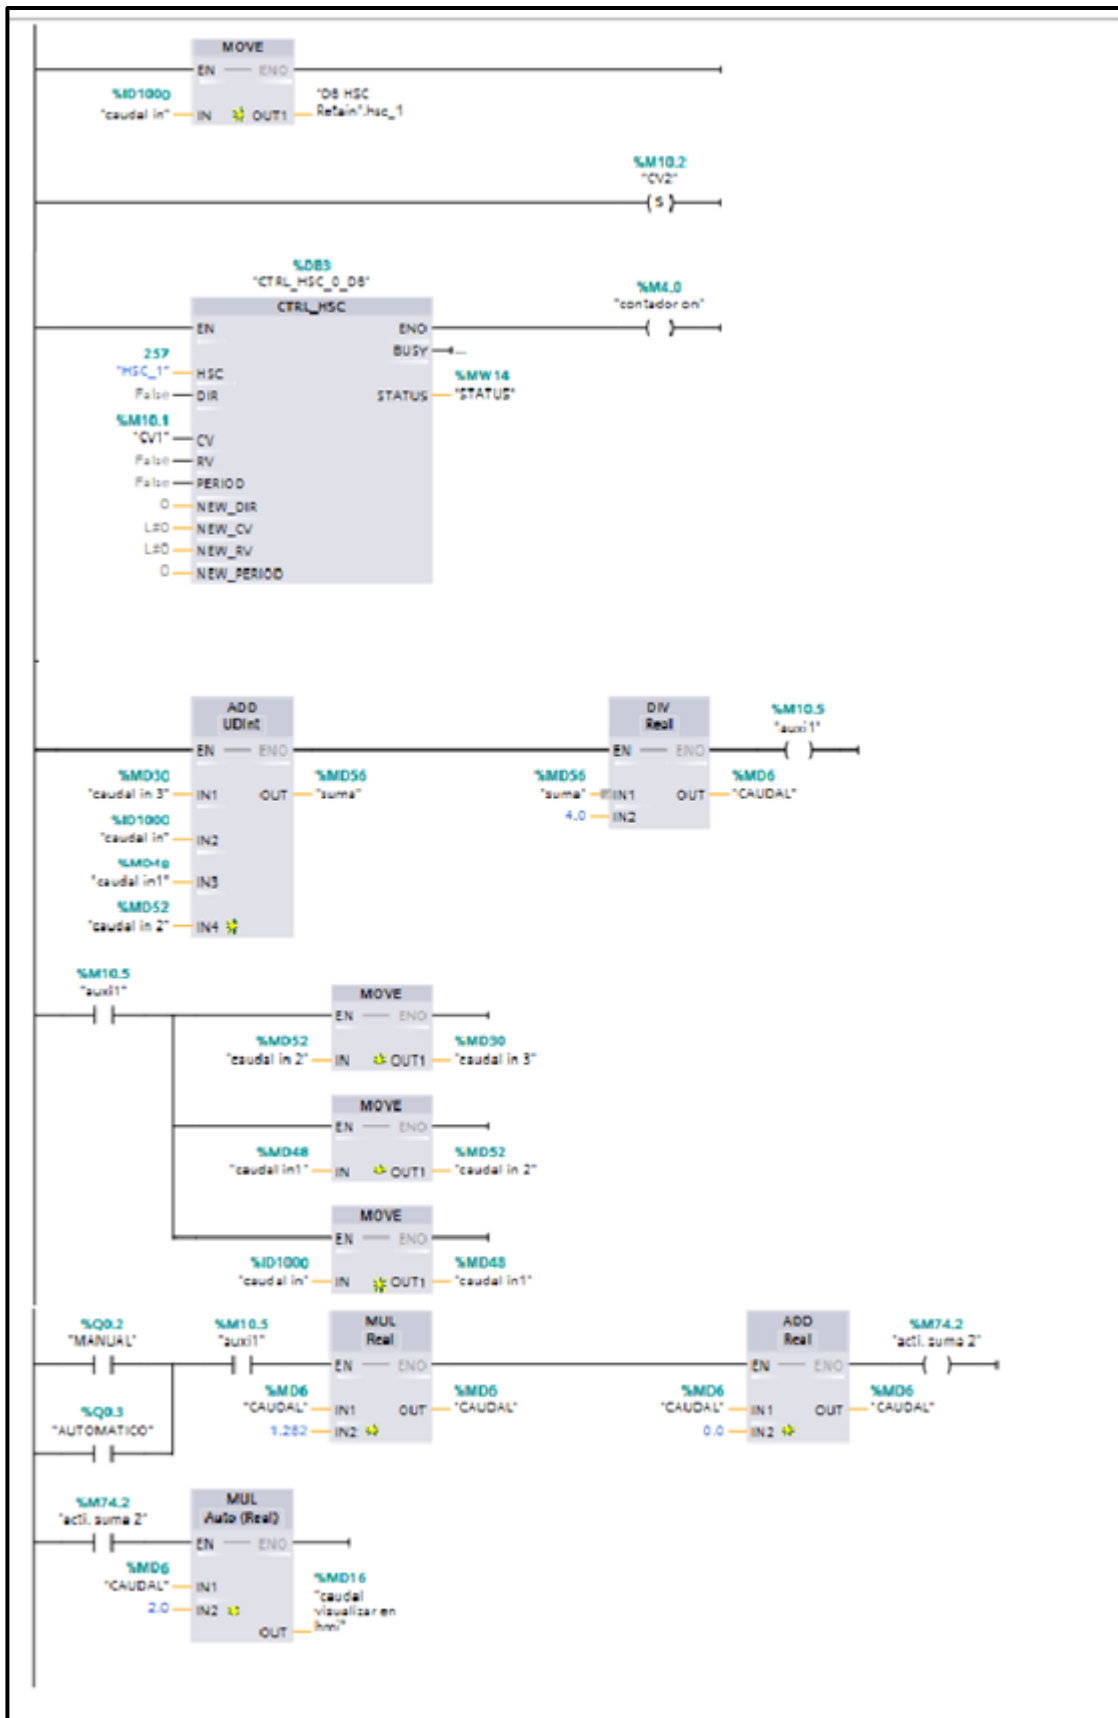 MOVE
EN ENO
%ID1000
"caudal in" IN OUT1 "DB HSC
Retain".hsc_1
%M10.2
"CV2"
S
%DB3
"CTRL_HSC_0_DB"
CTRL_HSC
%M4.0
"contador on"
EN ENO
BUSY ...
257
"HSC_1" HSC
%MW14
False DIR STATUS "STATUS"
%M10.1
"CV1" CV
False RV
False PERIOD
0 NEW_DIR
L#0 NEW_CV
L#0 NEW_RV
0 NEW_PERIOD
ADD
UDInt
DIV
Real
%M10.5
"auxi1"
EN ENO EN ENO
%MD30 %MD56 %MD56 %MD6
"caudal in 3" IN1 OUT "suma" "suma" IN1 OUT "CAUDAL"
4.0 IN2
%ID1000
"caudal in" IN2
%MD48
"caudal in1" IN3
%MD52
"caudal in 2" IN4
%M10.5
"auxi1"
MOVE
EN ENO
%MD52 %MD30
"caudal in 2" IN OUT1 "caudal in 3"
MOVE
EN ENO
%MD48 %MD52
"caudal in1" IN OUT1 "caudal in 2"
MOVE
EN ENO
%ID1000 %MD48
"caudal in" IN OUT1 "caudal in1"
%Q0.2 %M10.5 MUL ADD %M74.2
"MANUAL" "auxi1" Real Real "acti. suma 2"
EN ENO EN ENO
%MD6 %MD6 %MD6 %MD6
"CAUDAL" IN1 OUT "CAUDAL" "CAUDAL" IN1 OUT "CAUDAL"
1.282 IN2 0.0 IN2
%Q0.3
"AUTOMATICO"
%M74.2 MUL
"acti. suma 2" Auto (Real)
EN ENO
%MD6
"CAUDAL" IN1
2.0 IN2
OUT
%MD16
"caudal
visualizar en
hmi"